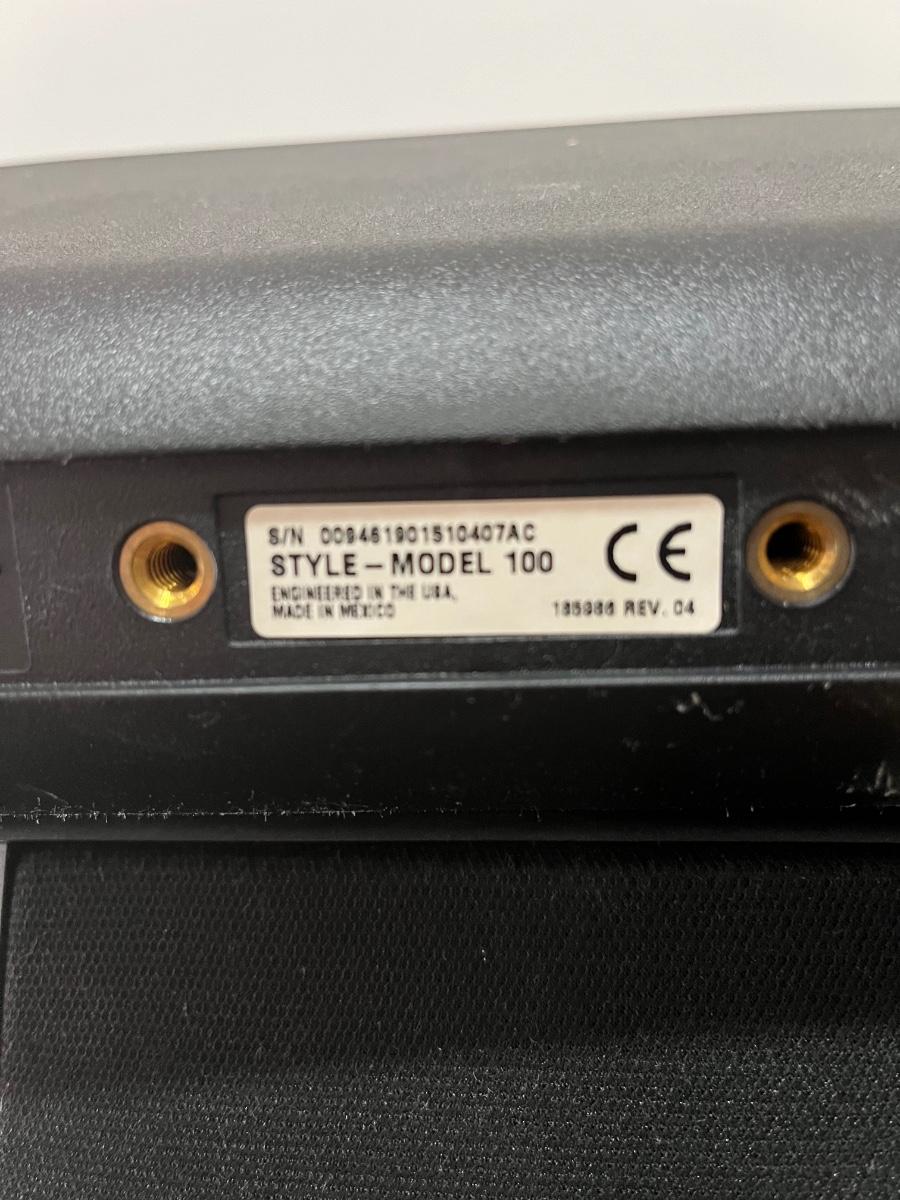 S/N 009461901510407AC
STYLE – MODEL 100
CE
ENGINEERED IN THE USA,
MADE IN MEXICO
185986 REV. 04